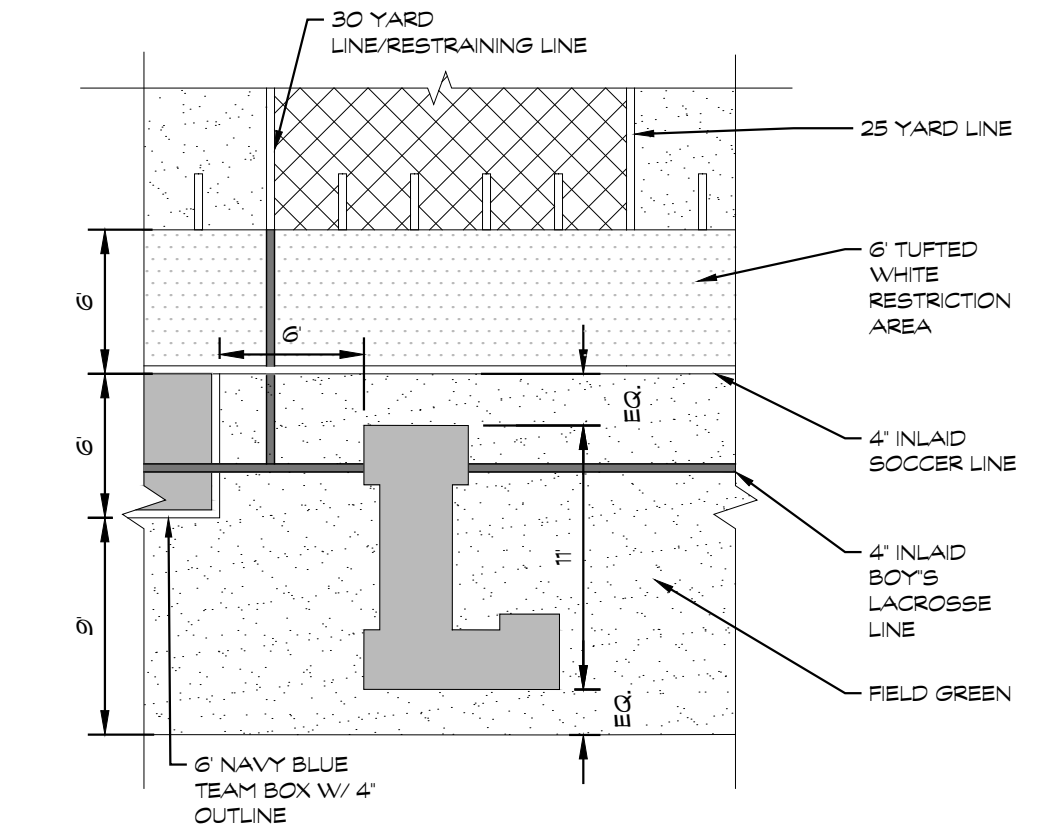 30 YARD
LINE/RESTRAINING LINE
25 YARD LINE
6' TUFTED
WHITE
RESTRICTION
AREA
6'
6'
EQ.
6'
4" INLAID
SOCCER LINE
11'
4" INLAID
BOY"S
LACROSSE
LINE
9'
FIELD GREEN
EQ.
6' NAVY BLUE
TEAM BOX W/ 4"
OUTLINE
L